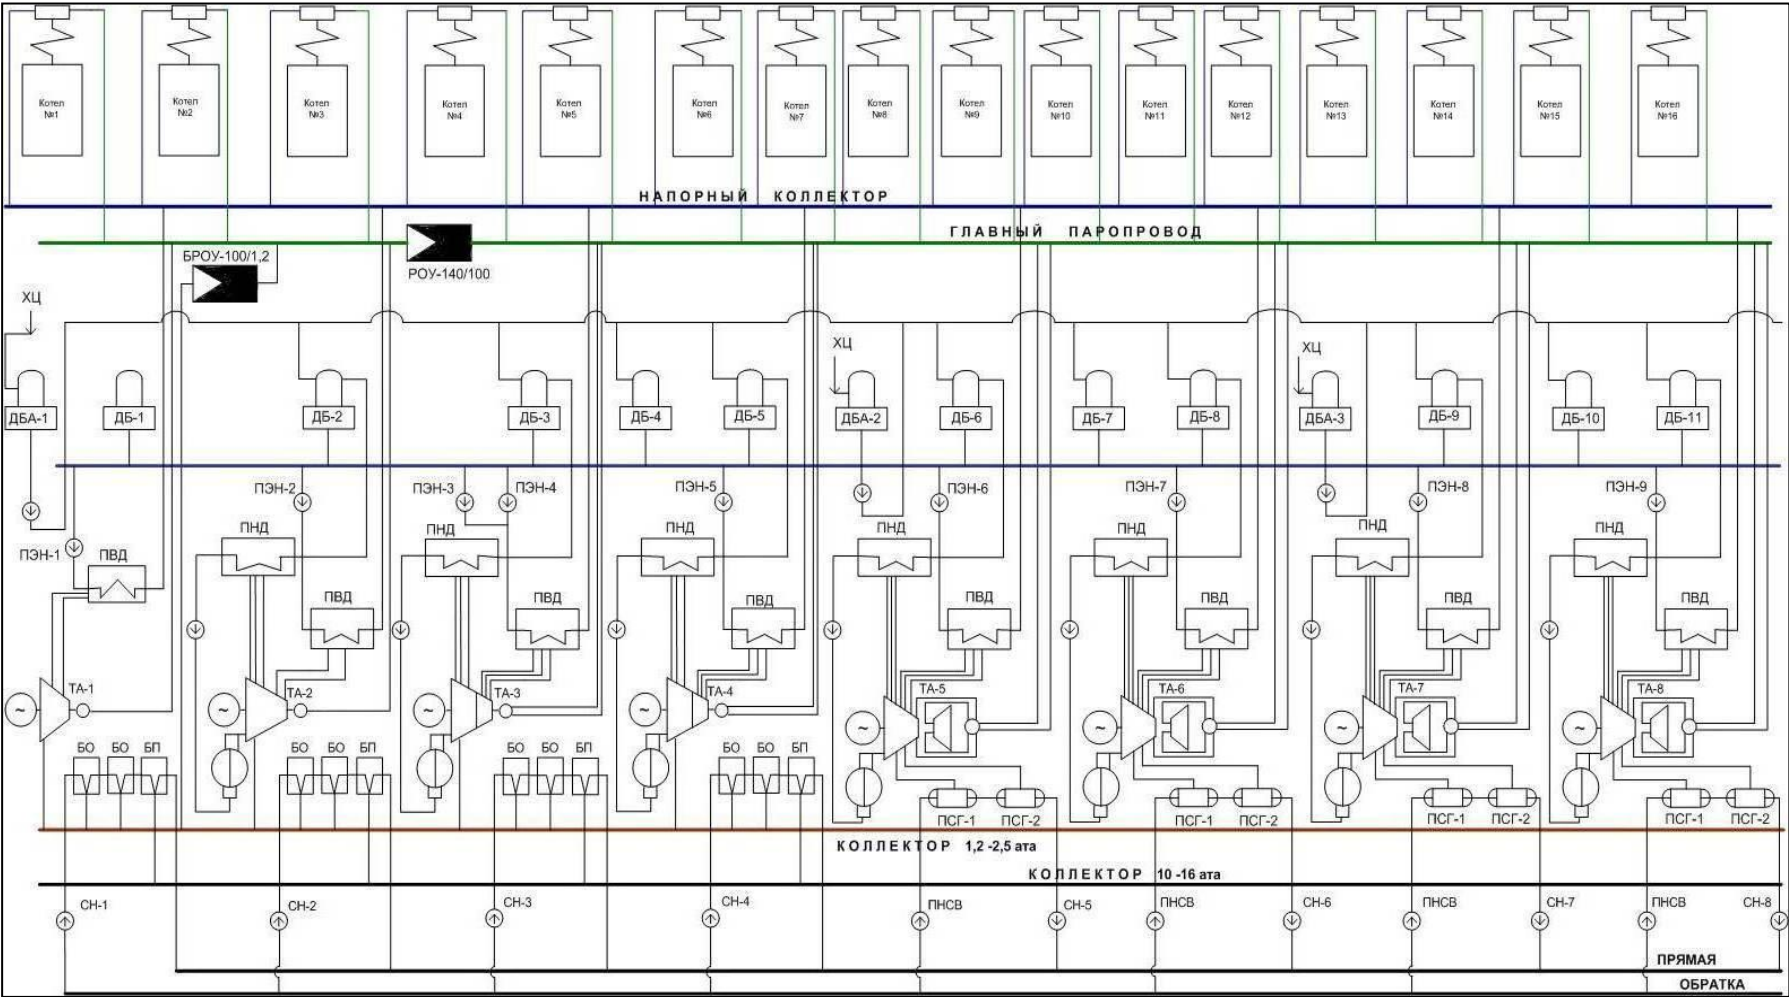 Котел
№1
Котел
№2
Котел
№3
Котел
№4
Котел
№5
Котел
№6
Котел
№7
Котел
№8
Котел
№9
Котел
№10
Котел
№11
Котел
№12
Котел
№13
Котел
№14
Котел
№15
Котел
№16
НАПОРНЫЙ КОЛЛЕКТОР
ГЛАВНЫЙ ПАРОПРОВОД
БРОУ-100/1,2
РОУ-140/100
ХЦ
ХЦ
ХЦ
ДБА-1
ДБ-1
ДБ-2
ДБ-3
ДБ-4
ДБ-5
ДБА-2
ДБ-6
ДБ-7
ДБ-8
ДБА-3
ДБ-9
ДБ-10
ДБ-11
ПЭН-1
ПЭН-2
ПЭН-3
ПЭН-4
ПЭН-5
ПЭН-6
ПЭН-7
ПЭН-8
ПЭН-9
ПНД
ПНД
ПНД
ПНД
ПНД
ПНД
ПНД
ПВД
ПВД
ПВД
ПВД
ПВД
ПВД
ПВД
ПВД
ТА-1
ТА-2
ТА-3
ТА-4
ТА-5
ТА-6
ТА-7
ТА-8
~
~
~
~
~
~
~
~
БО
БО
БП
БО
БО
БП
БО
БО
БП
БО
БО
БП
ПСГ-1
ПСГ-2
ПСГ-1
ПСГ-2
ПСГ-1
ПСГ-2
ПСГ-1
ПСГ-2
КОЛЛЕКТОР 1,2 -2,5 ата
КОЛЛЕКТОР 10 -16 ата
СН-1
СН-2
СН-3
СН-4
ПНСВ
СН-5
ПНСВ
СН-6
ПНСВ
СН-7
ПНСВ
СН-8
ПРЯМАЯ
ОБРАТКА